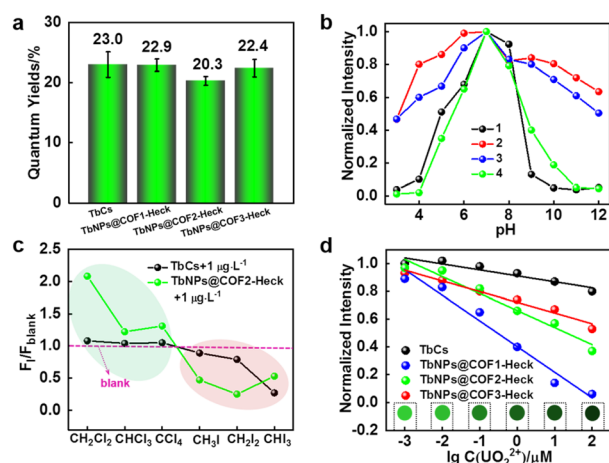 a
Quantum Yields/%
30
20
10
0
23.0
22.9
20.3
22.4
TbCs
TbNPs@COF1-Heck
TbNPs@COF2-Heck
TbNPs@COF3-Heck
b
Normalized Intensity
1.0
0.8
0.6
0.4
0.2
0.0
1
2
3
4
4 6 8 10 12
pH
c
F_I/F_blank
2.5
2.0
1.5
1.0
0.5
0.0
TbCs+1 μg·L⁻¹
TbNPs@COF2-Heck
+1 μg·L⁻¹
blank
CH₂Cl₂ CHCl₃ CCl₄ CH₃I CH₂I₂ CHI₃
d
Normalized Intensity
1.0
0.8
0.6
0.4
0.2
0.0
TbCs
TbNPs@COF1-Heck
TbNPs@COF2-Heck
TbNPs@COF3-Heck
-3 -2 -1 0 1 2
lg C(UO₂²⁺)/μM